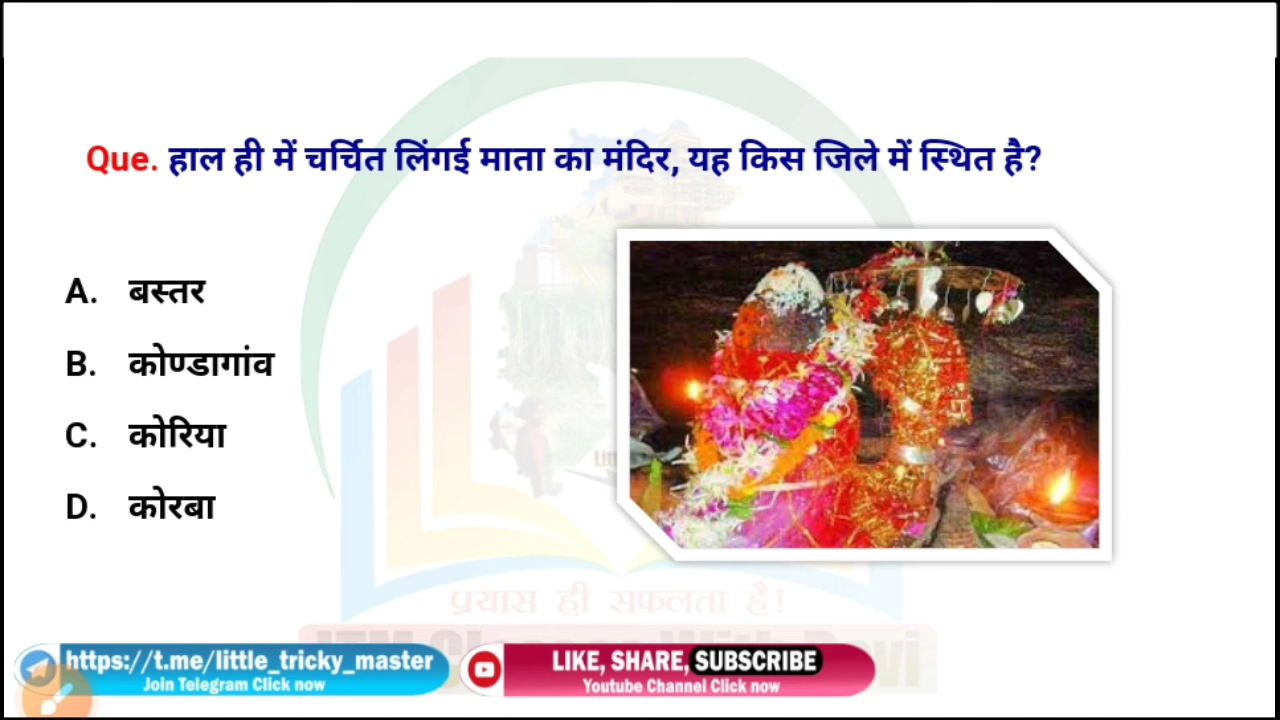 Que. हाल ही में चर्चित लिंगई माता का मंदिर, यह किस जिले में स्थित है?
A. बस्तर
B. कोण्डागांव
C. कोरिया
D. कोरबा
प्रयास ही सफलता है!
https://t.me/little_tricky_master
Join Telegram Click now
LIKE, SHARE, SUBSCRIBE
Youtube Channel Click now